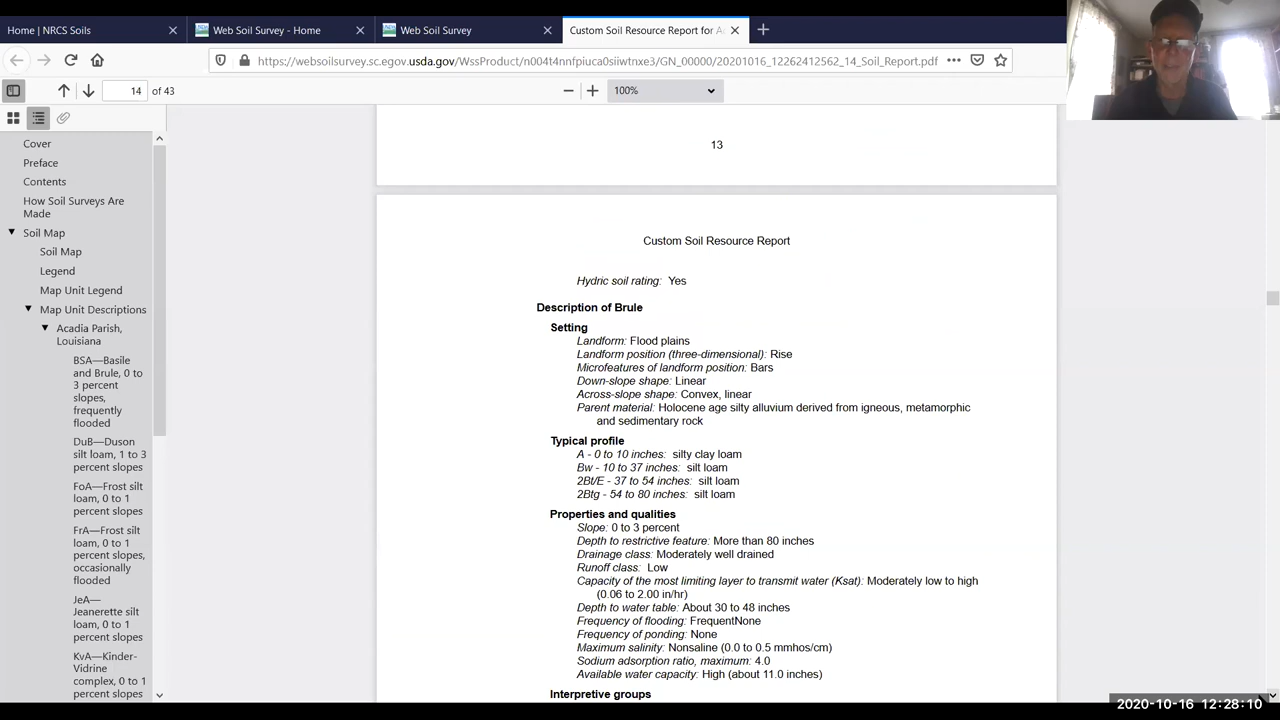 Home | NRCS Soils
Web Soil Survey - Home
Web Soil Survey
Custom Soil Resource Report for A
https://websoilsurvey.sc.egov.usda.gov/WssProduct/n004t4nnfpiuca0siiwtnxe3/GN_00000/20201016_12262412562_14_Soil_Report.pdf
14 of 43
100%
Cover
Preface
Contents
How Soil Surveys Are
Made
Soil Map
Soil Map
Legend
Map Unit Legend
Map Unit Descriptions
Acadia Parish,
Louisiana
BSA—Basile
and Brule, 0 to
3 percent
slopes,
frequently
flooded
DuB—Duson
silt loam, 1 to 3
percent slopes
FoA—Frost silt
loam, 0 to 1
percent slopes
FrA—Frost silt
loam, 0 to 1
percent slopes,
occasionally
flooded
JeA—
Jeanerette silt
loam, 0 to 1
percent slopes
KvA—Kinder-
Vidrine
complex, 0 to 1
percent slopes
13
Custom Soil Resource Report
Hydric soil rating: Yes
Description of Brule
Setting
Landform: Flood plains
Landform position (three-dimensional): Rise
Microfeatures of landform position: Bars
Down-slope shape: Linear
Across-slope shape: Convex, linear
Parent material: Holocene age silty alluvium derived from igneous, metamorphic
and sedimentary rock
Typical profile
A - 0 to 10 inches: silty clay loam
Bw - 10 to 37 inches: silt loam
2Bt/E - 37 to 54 inches: silt loam
2Btg - 54 to 80 inches: silt loam
Properties and qualities
Slope: 0 to 3 percent
Depth to restrictive feature: More than 80 inches
Drainage class: Moderately well drained
Runoff class: Low
Capacity of the most limiting layer to transmit water (Ksat): Moderately low to high
(0.06 to 2.00 in/hr)
Depth to water table: About 30 to 48 inches
Frequency of flooding: FrequentNone
Frequency of ponding: None
Maximum salinity: Nonsaline (0.0 to 0.5 mmhos/cm)
Sodium adsorption ratio, maximum: 4.0
Available water capacity: High (about 11.0 inches)
Interpretive groups
2020-10-16 12:28:10